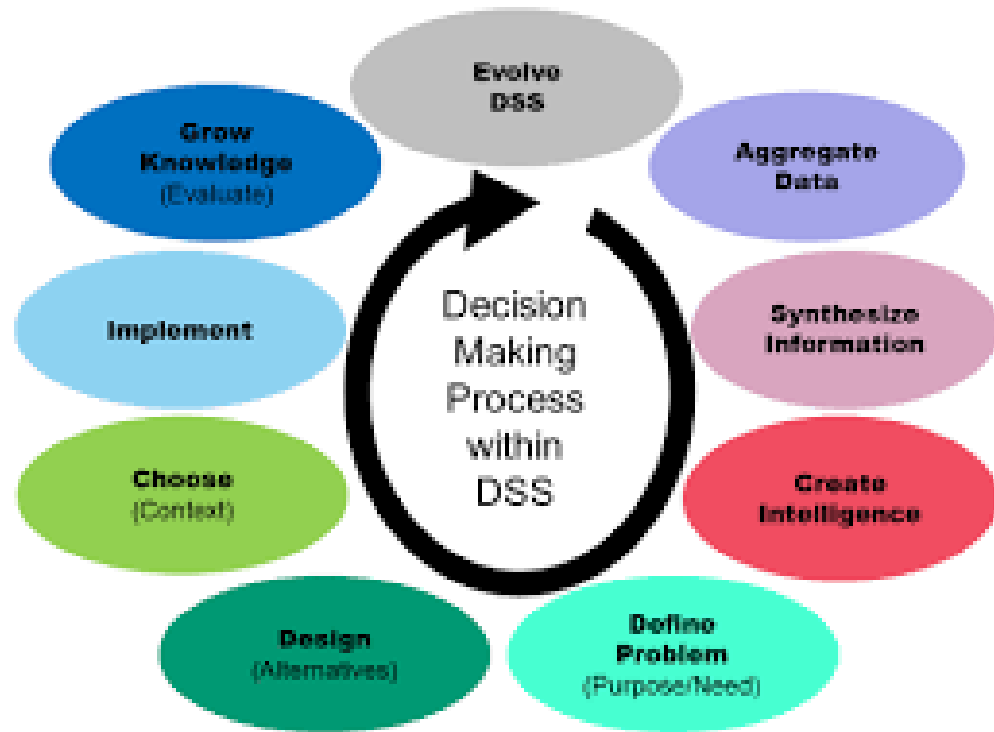 Evolve
DSS
Grow
Knowledge
(Evaluate)
Aggregate
Data
Implement
Decision
Making
Process
within
DSS
Synthesize
Information
Choose
(Context)
Create
Intelligence
Design
(Alternatives)
Define
Problem
(Purpose/Need)